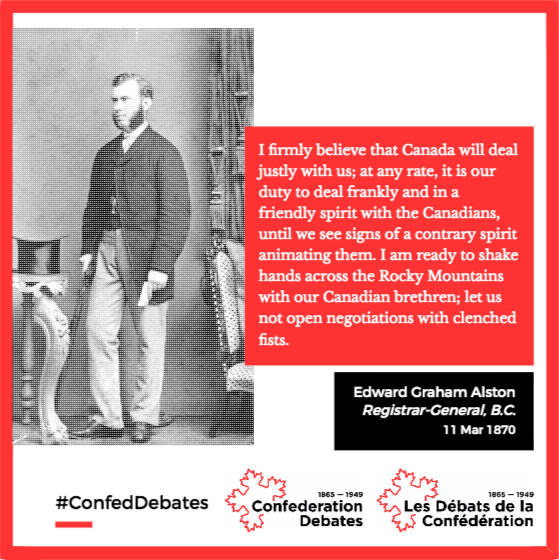 I firmly believe that Canada will deal
justly with us; at any rate, it is our
duty to deal frankly and in a
friendly spirit with the Canadians,
until we see signs of a contrary spirit
animating them. I am ready to shake
hands across the Rocky Mountains
with our Canadian brethren; let us
not open negotiations with clenched
fists.
Edward Graham Alston
Registrar-General, B.C.
11 Mar 1870
#ConfedDebates
1865 — 1949
Confederation
Debates
1865 — 1949
Les Débats de la
Confédération